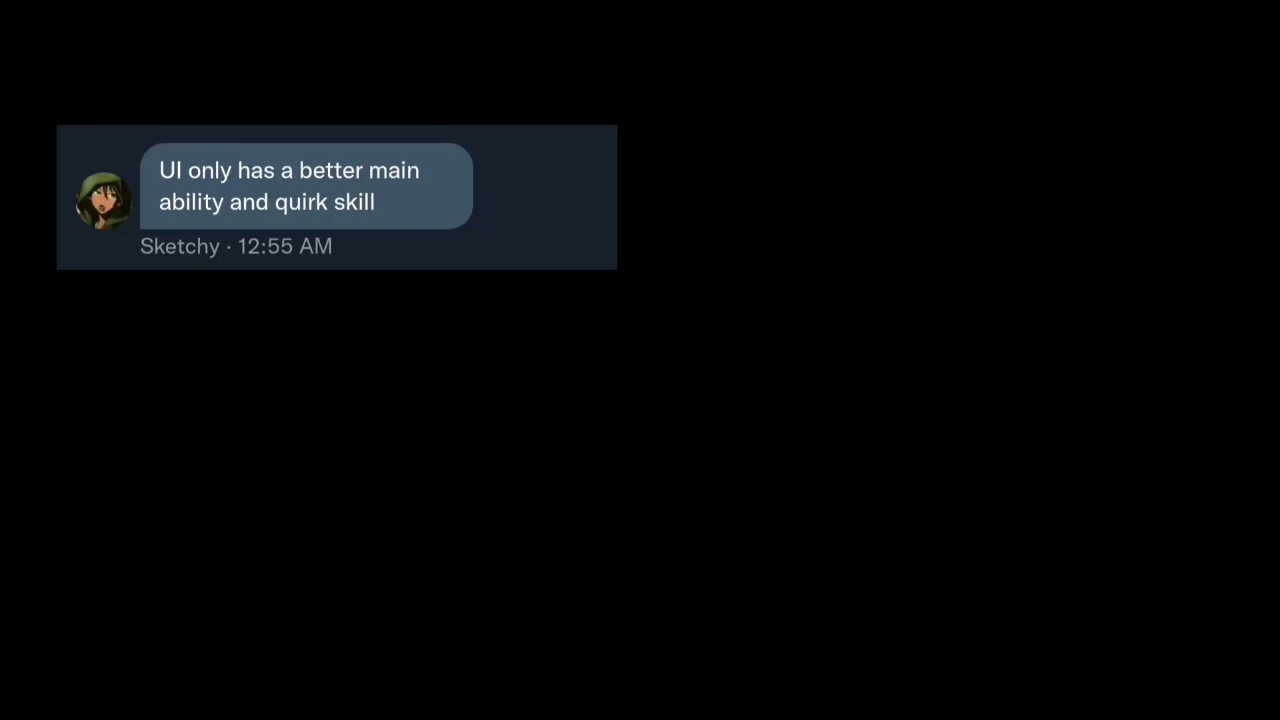 UI only has a better main
ability and quirk skill
Sketchy · 12:55 AM